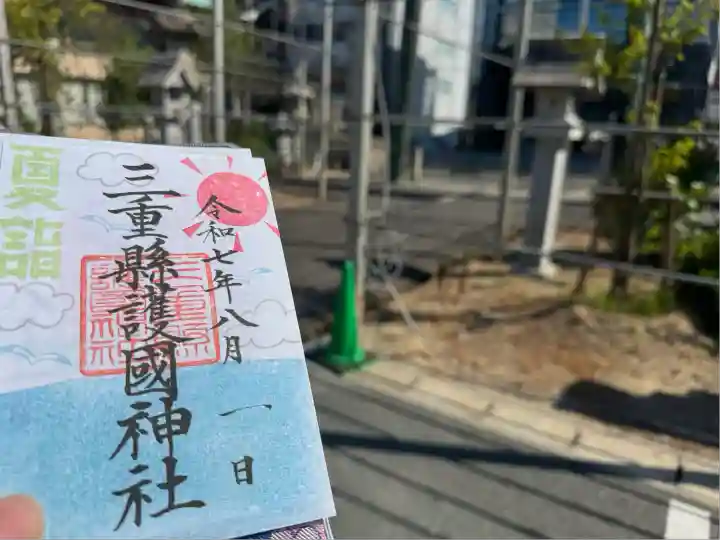 令和七年八月一日
三重縣護國神社
夏詣